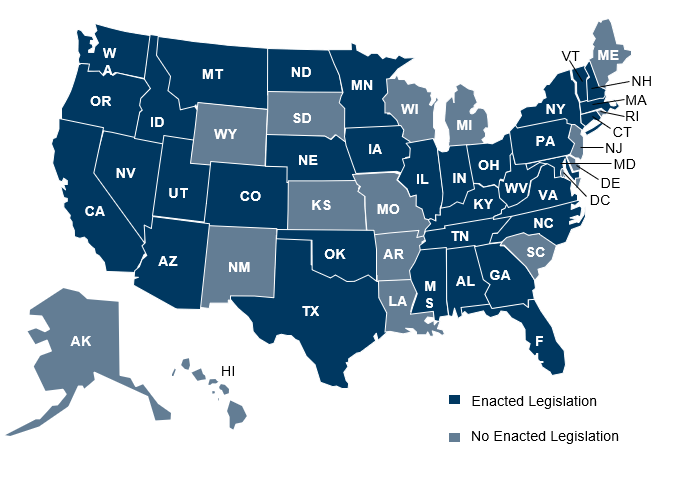 W
A
MT
ND
MN
VT
ME
OR
ID
WY
SD
WI
MI
NY
NH
MA
RI
CT
NV
UT
CO
NE
IA
IL
IN
OH
PA
NJ
MD
DE
DC
CA
KS
MO
KY
WV
VA
AZ
NM
OK
AR
TN
NC
SC
TX
LA
M
S
AL
GA
F
L
AK
HI
Enacted Legislation
No Enacted Legislation